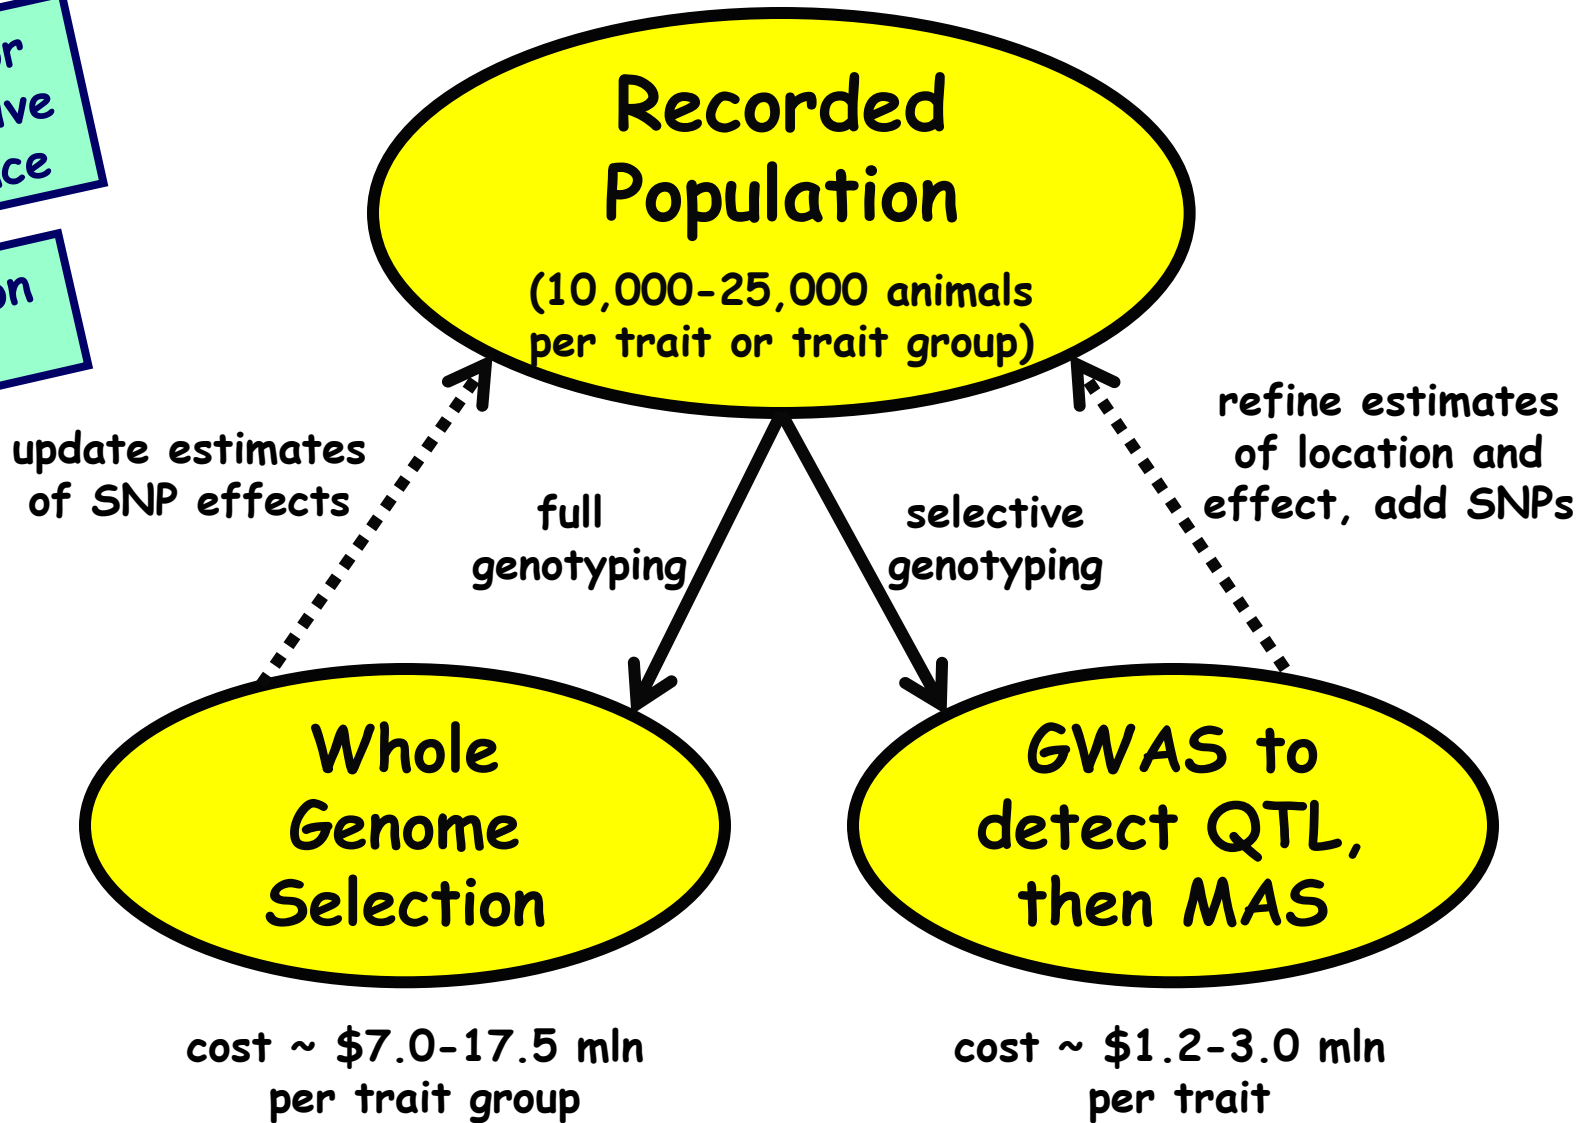 Recorded
Population
(10,000-25,000 animals
per trait or trait group)
update estimates
of SNP effects
full
genotyping
selective
genotyping
refine estimates
of location and
effect, add SNPs
Whole
Genome
Selection
GWAS to
detect QTL,
then MAS
cost ~ $7.0-17.5 mln
per trait group
cost ~ $1.2-3.0 mln
per trait